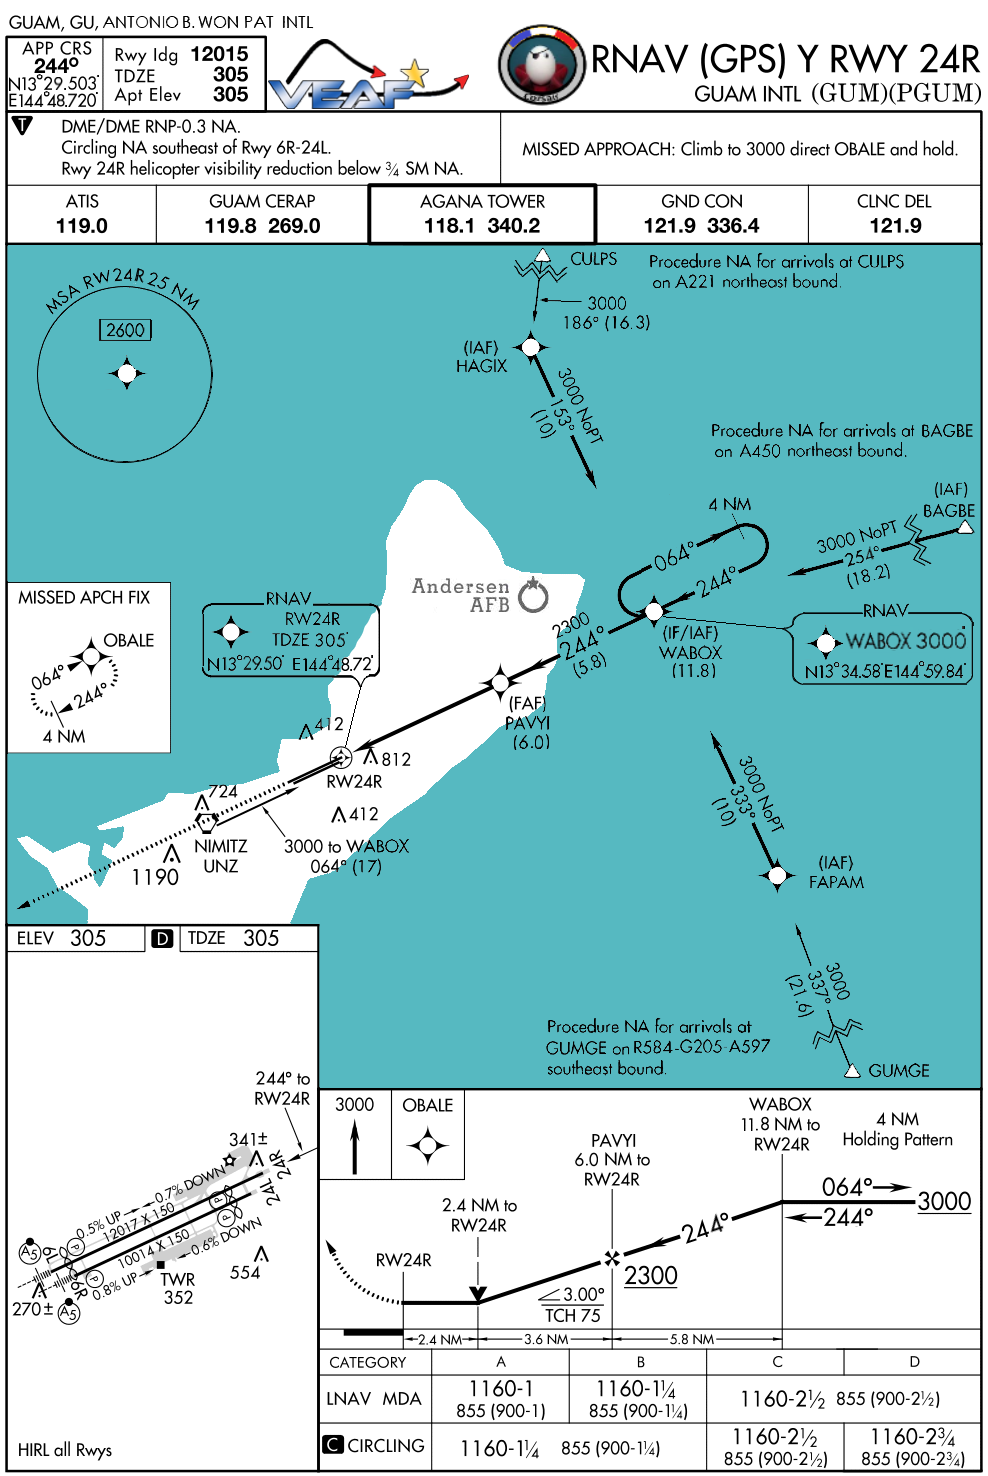 GUAM, GU, ANTONIO B. WON PAT INTL
APP CRS
244°
N13°29.503'
E144°48.720'
Rwy ldg 12015
TDZE 305
Apt Elev 305
VEAF
Corsair
RNAV (GPS) Y RWY 24R
GUAM INTL (GUM)(PGUM)
T
DME/DME RNP-0.3 NA.
Circling NA southeast of Rwy 6R-24L.
Rwy 24R helicopter visibility reduction below ¾ SM NA.
MISSED APPROACH: Climb to 3000 direct OBALE and hold.
ATIS
119.0
GUAM CERAP
119.8 269.0
AGANA TOWER
118.1 340.2
GND CON
121.9 336.4
CLNC DEL
121.9
MSA RW24R 25 NM
2600
CULPS
Procedure NA for arrivals at CULPS
on A221 northeast bound.
3000
186° (16.3)
(IAF)
HAGIX
3000 NoPT
153°
(10)
Procedure NA for arrivals at BAGBE
on A450 northeast bound.
(IAF)
BAGBE
4 NM
3000 NoPT
254°
(18.2)
064°
244°
Andersen
AFB
MISSED APCH FIX
OBALE
064°
244°
4 NM
RNAV
RW24R
TDZE 305'
N13°29.50' E144°48.72'
2300
244°
(5.8)
(IF/IAF)
WABOX
(11.8)
RNAV
WABOX 3000'
N13°34.58'E144°59.84'
(FAF)
PAVYI
(6.0)
412
812
RW24R
724
412
NIMITZ
UNZ
3000 to WABOX
064° (17)
1190
3000 NoPT
333°
(10)
(IAF)
FAPAM
3000
337°
(21.6)
Procedure NA for arrivals at
GUMGE on R584-G205-A597
southeast bound.
GUMGE
ELEV 305
D
TDZE 305
244° to
RW24R
341±
24R
24L
0.7% DOWN
0.5% UP
12017 X 150
10014 X 150
P
P
P
P
0.6% DOWN
0.8% UP
A5
6L
6R
TWR
352
554
270±
A5
HIRL all Rwys
3000
OBALE
WABOX
11.8 NM to
RW24R
4 NM
Holding Pattern
PAVYI
6.0 NM to
RW24R
2.4 NM to
RW24R
RW24R
064°
244°
3000
244°
2300
3.00°
TCH 75
2.4 NM
3.6 NM
5.8 NM
CATEGORY A B C D
LNAV MDA
1160-1
855 (900-1)
1160-1¼
855 (900-1¼)
1160-2½ 855 (900-2½)
C CIRCLING
1160-1¼ 855 (900-1¼)
1160-2½
855 (900-2½)
1160-2¾
855 (900-2¾)